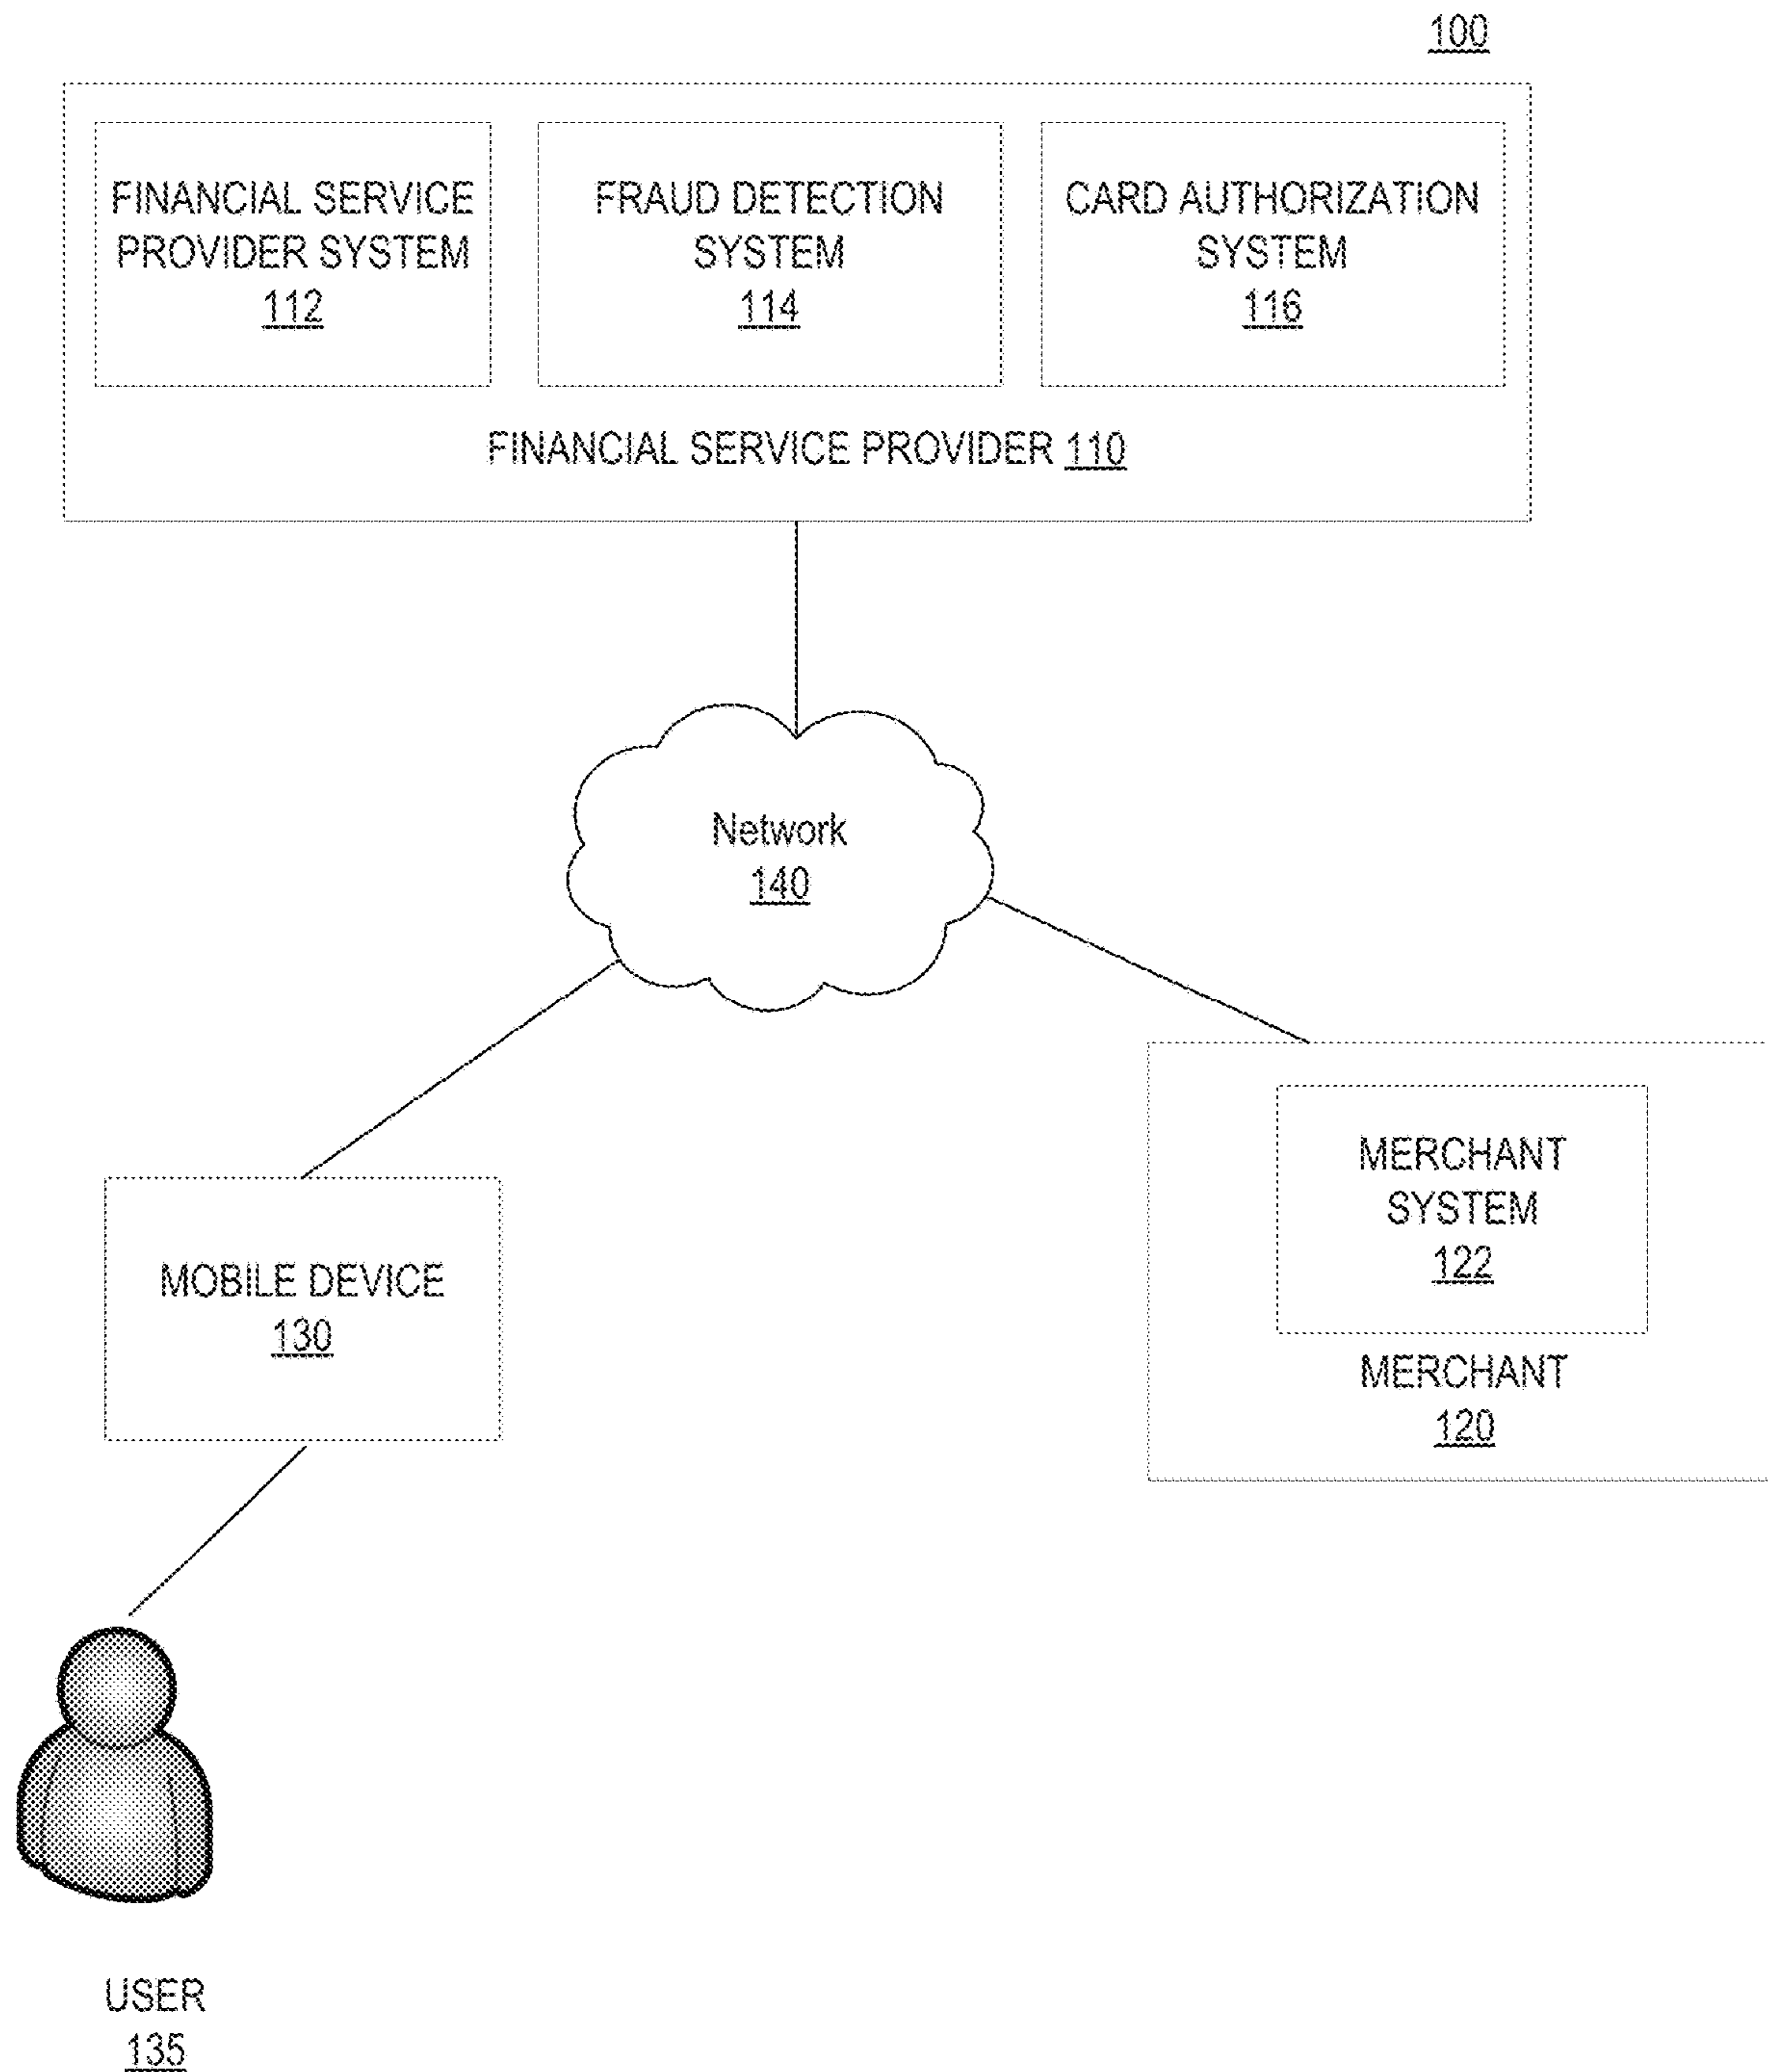 100
FINANCIAL SERVICE
PROVIDER SYSTEM
112
FRAUD DETECTION
SYSTEM
114
CARD AUTHORIZATION
SYSTEM
116
FINANCIAL SERVICE PROVIDER 110
Network
140
MOBILE DEVICE
130
MERCHANT
SYSTEM
122
MERCHANT
120
USER
135